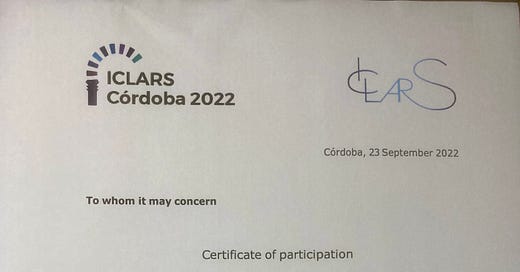 ICLARS
Córdoba 2022
ICLARS
Córdoba, 23 September 2022
To whom it may concern
Certificate of participation